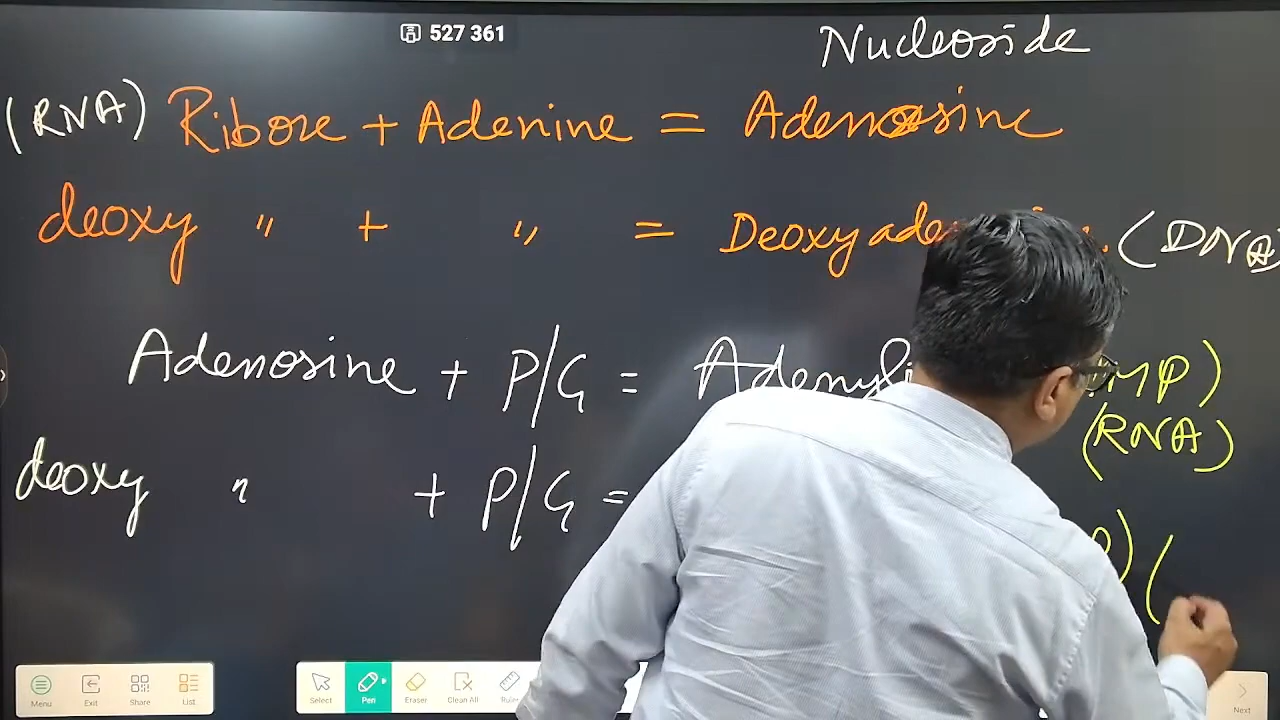 527 361
Nucleoside
(RNA) Ribose + Adenine = Adenosine
deoxy " + " = Deoxyade (DNA)
Adenosine + P/G = Adenyli MP)
(RNA)
deoxy " + P/G = P) (
Menu Exit Share List Select Pen Eraser Clean All Next